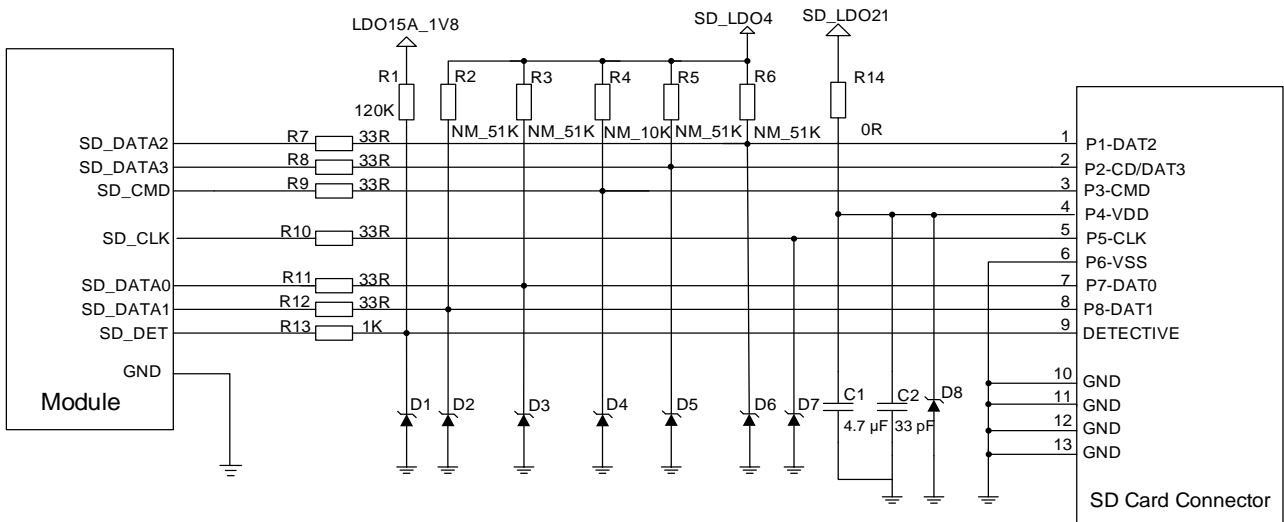 LDO15A_1V8 SD_LDO4 SD_LDO21
R1 R2 R3 R4 R5 R6 R14
120K NM_51K NM_51K NM_10K NM_51K NM_51K 0R
SD_DATA2 R7 33R 1 P1-DAT2
SD_DATA3 R8 33R 2 P2-CD/DAT3
SD_CMD R9 33R 3 P3-CMD
4 P4-VDD
SD_CLK R10 33R 5 P5-CLK
6 P6-VSS
SD_DATA0 R11 33R 7 P7-DAT0
SD_DATA1 R12 33R 8 P8-DAT1
SD_DET R13 1K 9 DETECTIVE
GND 10 GND
Module D1 D2 D3 D4 D5 D6 D7 C1 C2 D8 11 GND
4.7 µF 33 pF 12 GND
13 GND
SD Card Connector